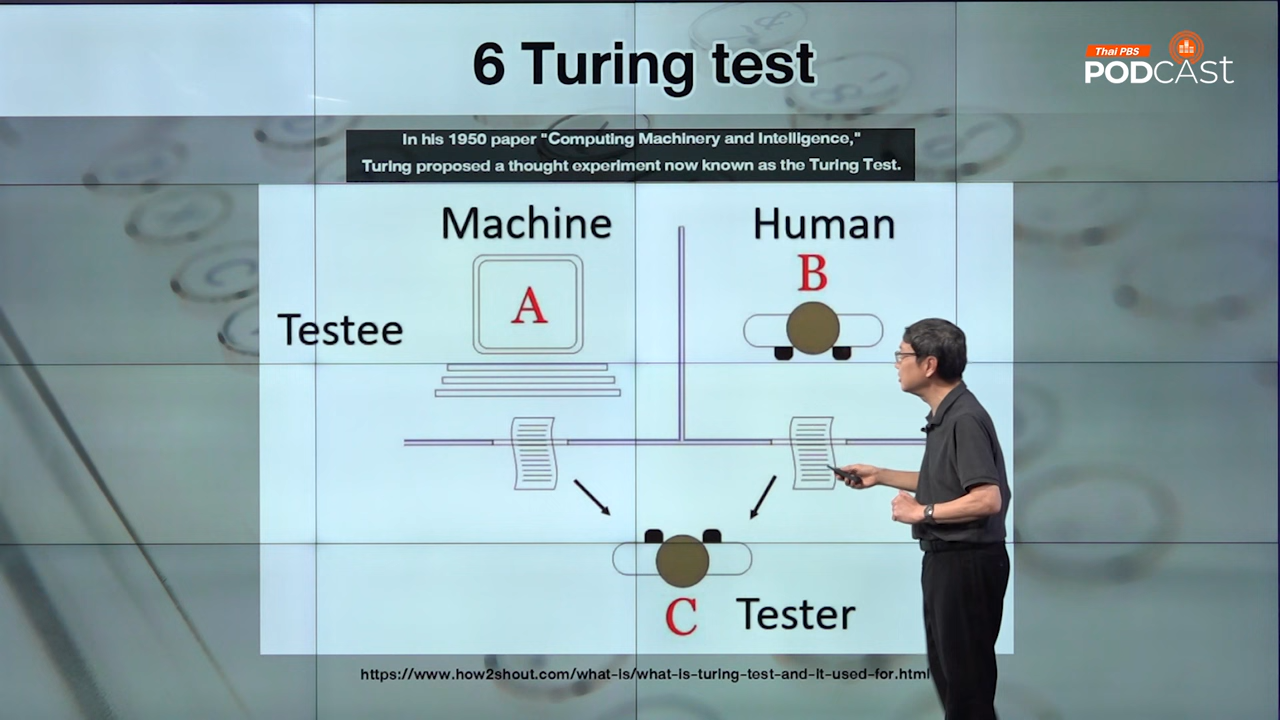 6 Turing test
Thai PBS
PODCAST
In his 1950 paper "Computing Machinery and Intelligence,"
Turing proposed a thought experiment now known as the Turing Test.
Machine
Human
A
B
Testee
C
Tester
https://www.how2shout.com/what-is/what-is-turing-test-and-it-used-for.html